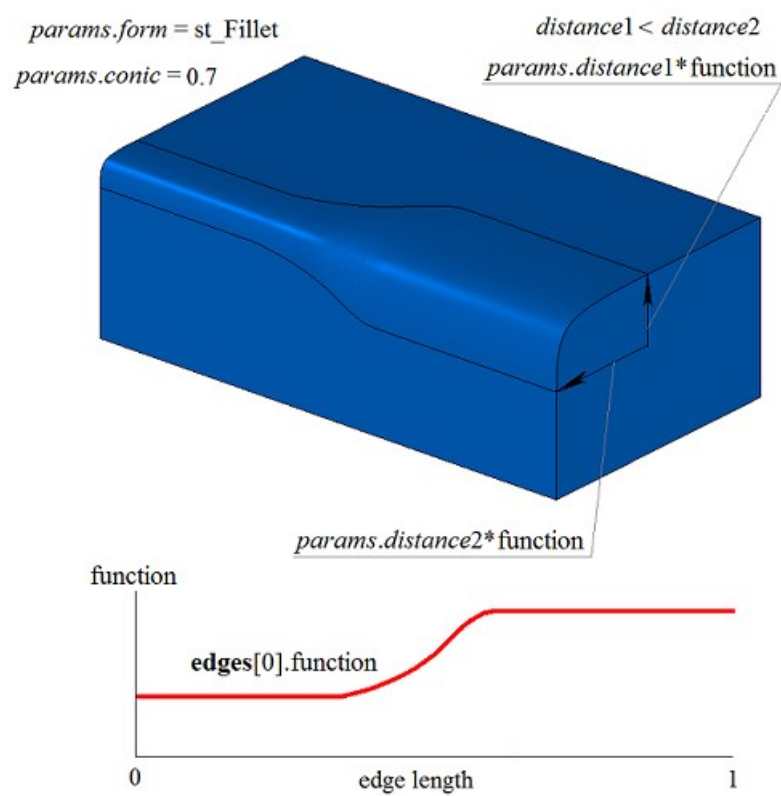 params.form = st_Fillet
distance1 < distance2
params.conic = 0.7
params.distance1*function
params.distance2*function
function
edges[0].function
0
edge length
1